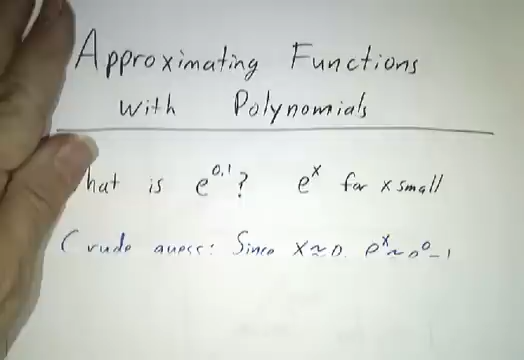 Approximating Functions
with Polynomials
hat is e^0.1? e^x for x small
Crude guess: Since x≈0, e^x≈e^0=1